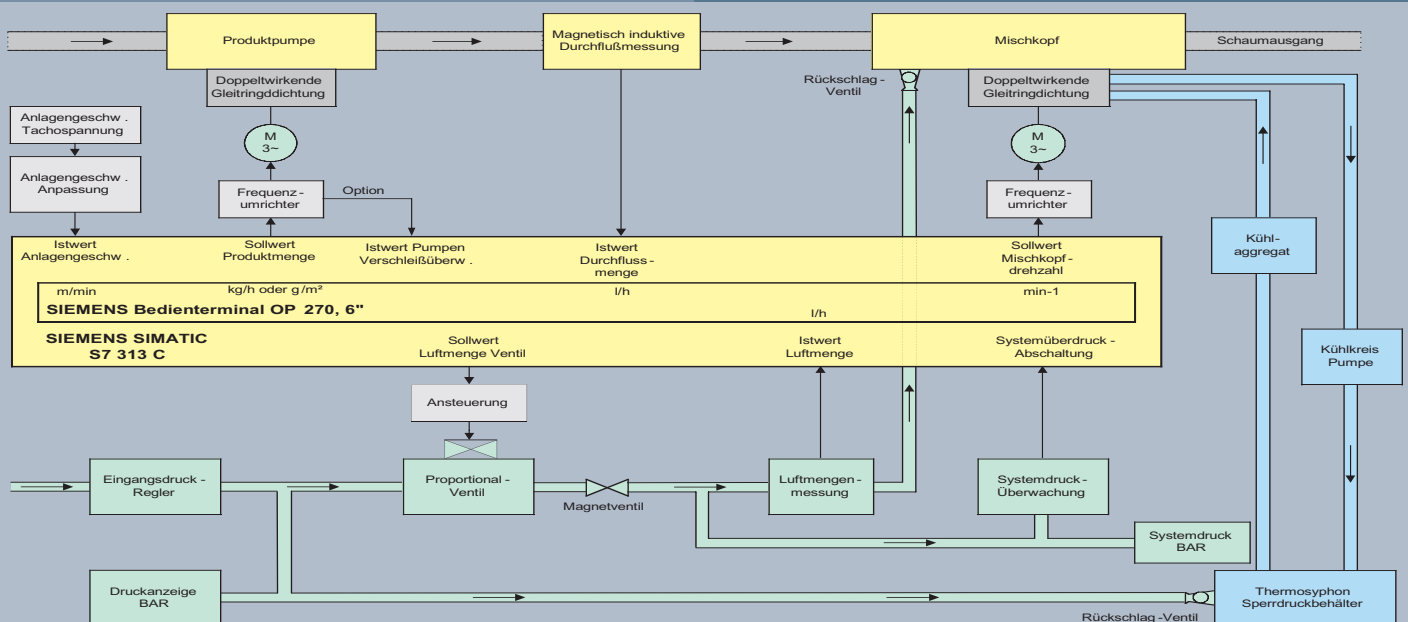 Produktpumpe
Magnetisch induktive
Durchflußmessung
Mischkopf
Schaumausgang
Doppeltwirkende
Gleitringddichtung
Rückschlag -
Ventil
Doppeltwirkende
Gleitringdichtung
Anlagengeschw .
Tachospannung
M
3~
M
3~
Anlagengeschw .
Anpassung
Frequenz -
umrichter
Option
Frequenz -
umrichter
Kühl-
aggregat
Istwert
Anlagengeschw .
Sollwert
Produktmenge
Istwert Pumpen
Verschleißüberw .
Istwert
Durchfluss -
menge
Sollwert
Mischkopf -
drehzahl
m/min
kg/h oder g/m²
l/h
min-1
SIEMENS Bedienterminal OP 270, 6"
l/h
SIEMENS SIMATIC
S7 313 C
Sollwert
Luftmenge Ventil
Istwert
Luftmenge
Systemüberdruck -
Abschaltung
Kühlkreis
Pumpe
Ansteuerung
Eingangsdruck -
Regler
Proportional -
Ventil
Magnetventil
Luftmengen -
messung
Systemdruck -
Überwachung
Systemdruck
BAR
Druckanzeige
BAR
Thermosyphon
Sperrdruckbehälter
Rückschlag -Ventil